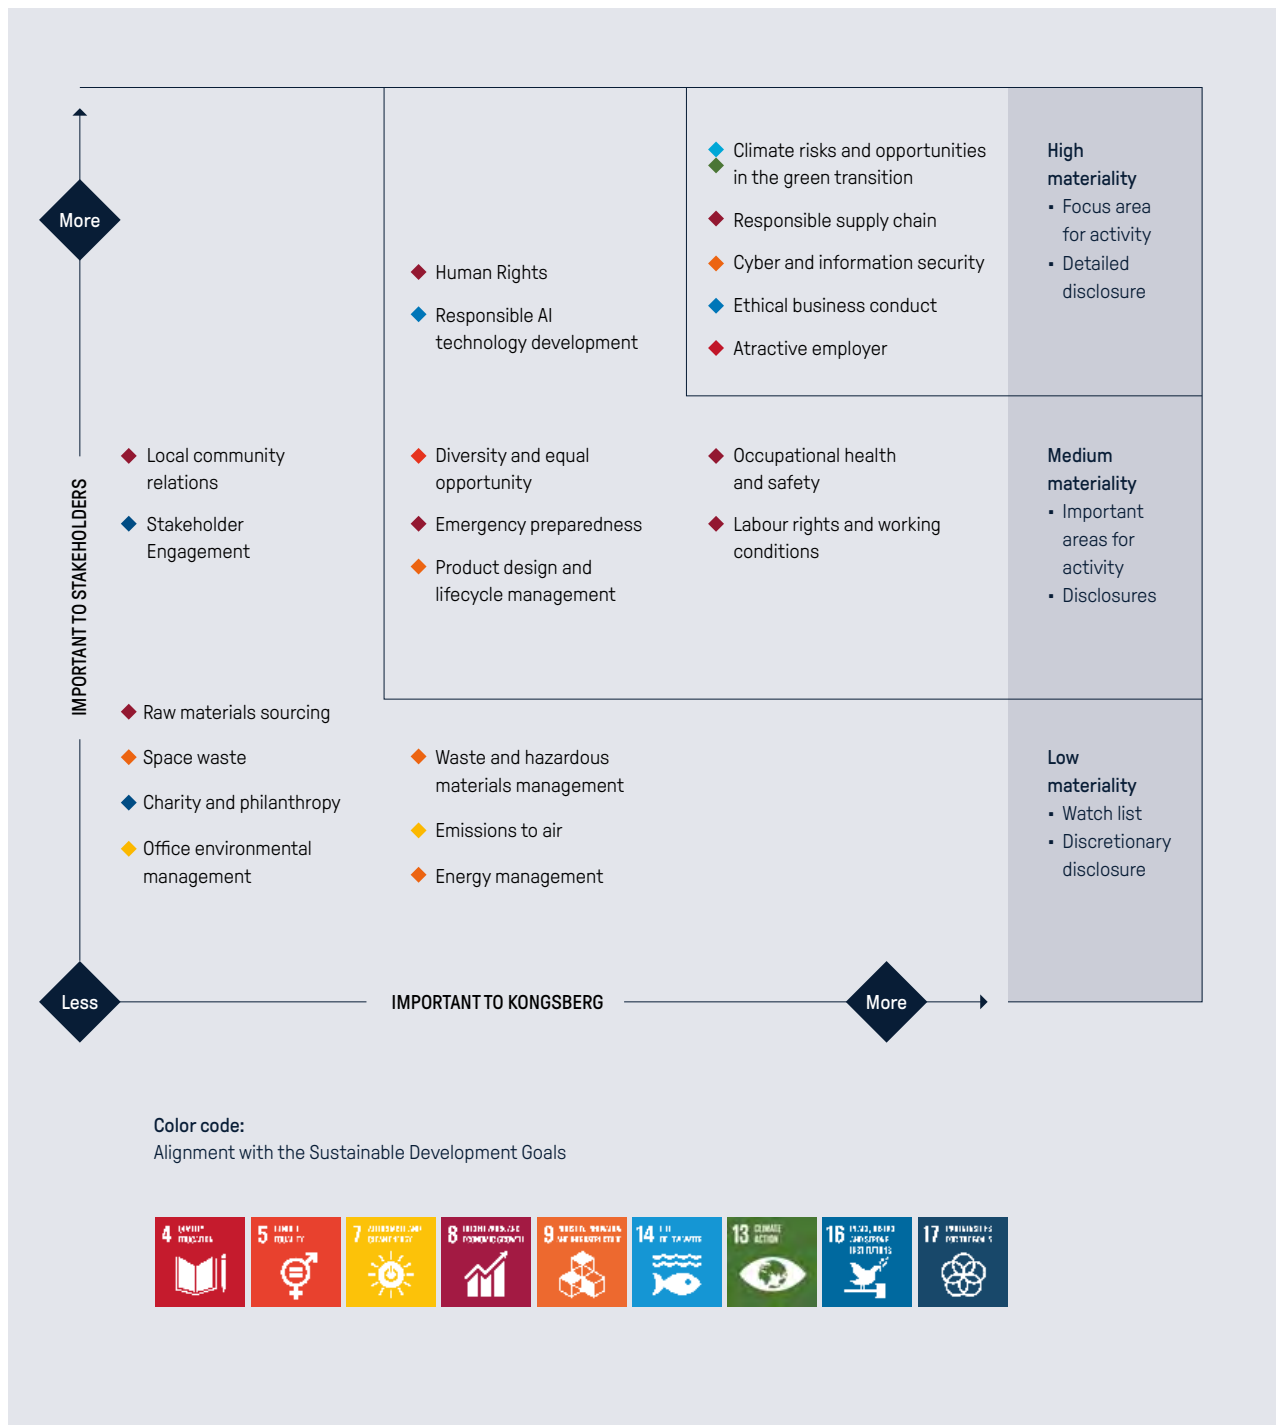 More
Climate risks and opportunities
in the green transition
Responsible supply chain
Cyber and information security
Ethical business conduct
Atractive employer
High
materiality
▪ Focus area
for activity
▪ Detailed
disclosure
Human Rights
Responsible AI
technology development
IMPORTANT TO STAKEHOLDERS
Local community
relations
Stakeholder
Engagement
Diversity and equal
opportunity
Emergency preparedness
Product design and
lifecycle management
Occupational health
and safety
Labour rights and working
conditions
Medium
materiality
▪ Important
areas for
activity
▪ Disclosures
Raw materials sourcing
Space waste
Charity and philanthropy
Office environmental
management
Waste and hazardous
materials management
Emissions to air
Energy management
Low
materiality
▪ Watch list
▪ Discretionary
disclosure
Less
IMPORTANT TO KONGSBERG
More
Color code:
Alignment with the Sustainable Development Goals
4
5
7
8
9
14
13 CLIMATE
ACTION
16
17